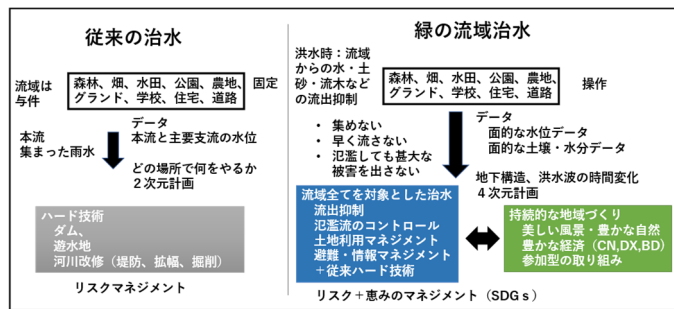 従来の治水
流域は
与件
森林、畑、水田、公園、農地、
グランド、学校、住宅、道路
固定
本流
集まった雨水
データ
本流と主要支流の水位
どの場所で何をやるか
2次元計画
ハード技術
ダム、
遊水地
河川改修(堤防、拡幅、掘削)
リスクマネジメント
緑の流域治水
洪水時:流域
からの水・土
砂・流木など
の流出抑制
森林、畑、水田、公園、農地、
グランド、学校、住宅、道路
操作
• 集めない
• 早く流さない
• 氾濫しても甚大な
被害を出さない
データ
面的な水位データ
面的な土壌・水分データ
地下構造、洪水波の時間変化
4次元計画
流域全てを対象とした治水
流出抑制
氾濫流のコントロール
土地利用マネジメント
避難・情報マネジメント
+従来ハード技術
持続的な地域づくり
美しい風景・豊かな自然
豊かな経済(CN,DX,BD)
参加型の取り組み
リスク+恵みのマネジメント(SDGs)